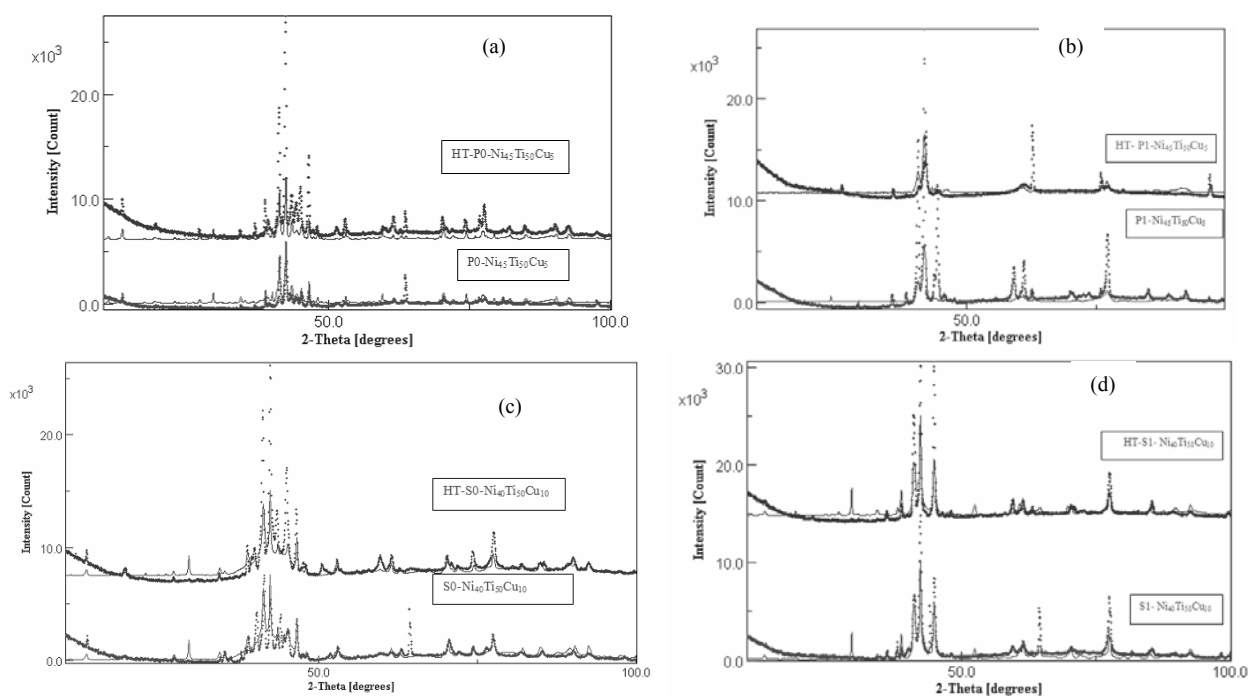 (a)
x10³
Intensity [Count]
20.0
10.0
0.0
HT-P0-Ni₄₅Ti₅₀Cu₅
P0-Ni₄₅Ti₅₀Cu₅
50.0
100.0
2-Theta [degrees]
(b)
x10³
Intensity [Count]
20.0
10.0
0.0
HT- P1-Ni₄₅Ti₅₀Cu₅
P1-Ni₄₅Ti₅₀Cu₅
50.0
2-Theta [degrees]
(c)
x10³
Intensity [Count]
20.0
10.0
0.0
HT-S0-Ni₄₀Ti₅₀Cu₁₀
S0-Ni₄₀Ti₅₀Cu₁₀
50.0
100.0
2-Theta [degrees]
(d)
30.0
x10³
Intensity [Count]
20.0
10.0
0.0
HT-S1- Ni₄₀Ti₅₀Cu₁₀
S1- Ni₄₀Ti₅₀Cu₁₀
50.0
100.0
2-Theta [degrees]